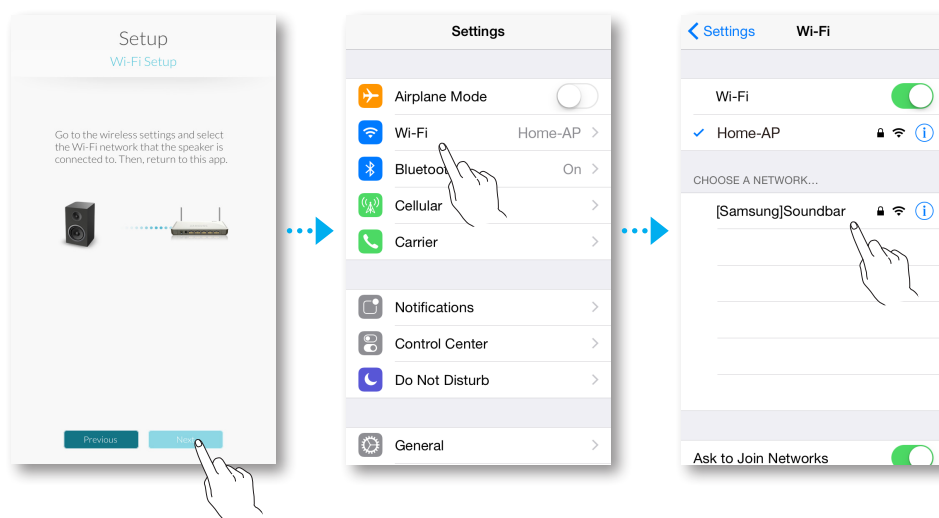 Setup
Wi-Fi Setup
Go to the wireless settings and select
the Wi-Fi network that the speaker is
connected to. Then, return to this app.
Previous
Settings
Airplane Mode
Wi-Fi Home-AP
On
Cellular
Carrier
Notifications
Control Center
Do Not Disturb
General
Settings Wi-Fi
Wi-Fi
Home-AP
CHOOSE A NETWORK...
[Samsung]Soundbar
Ask to Join Networks